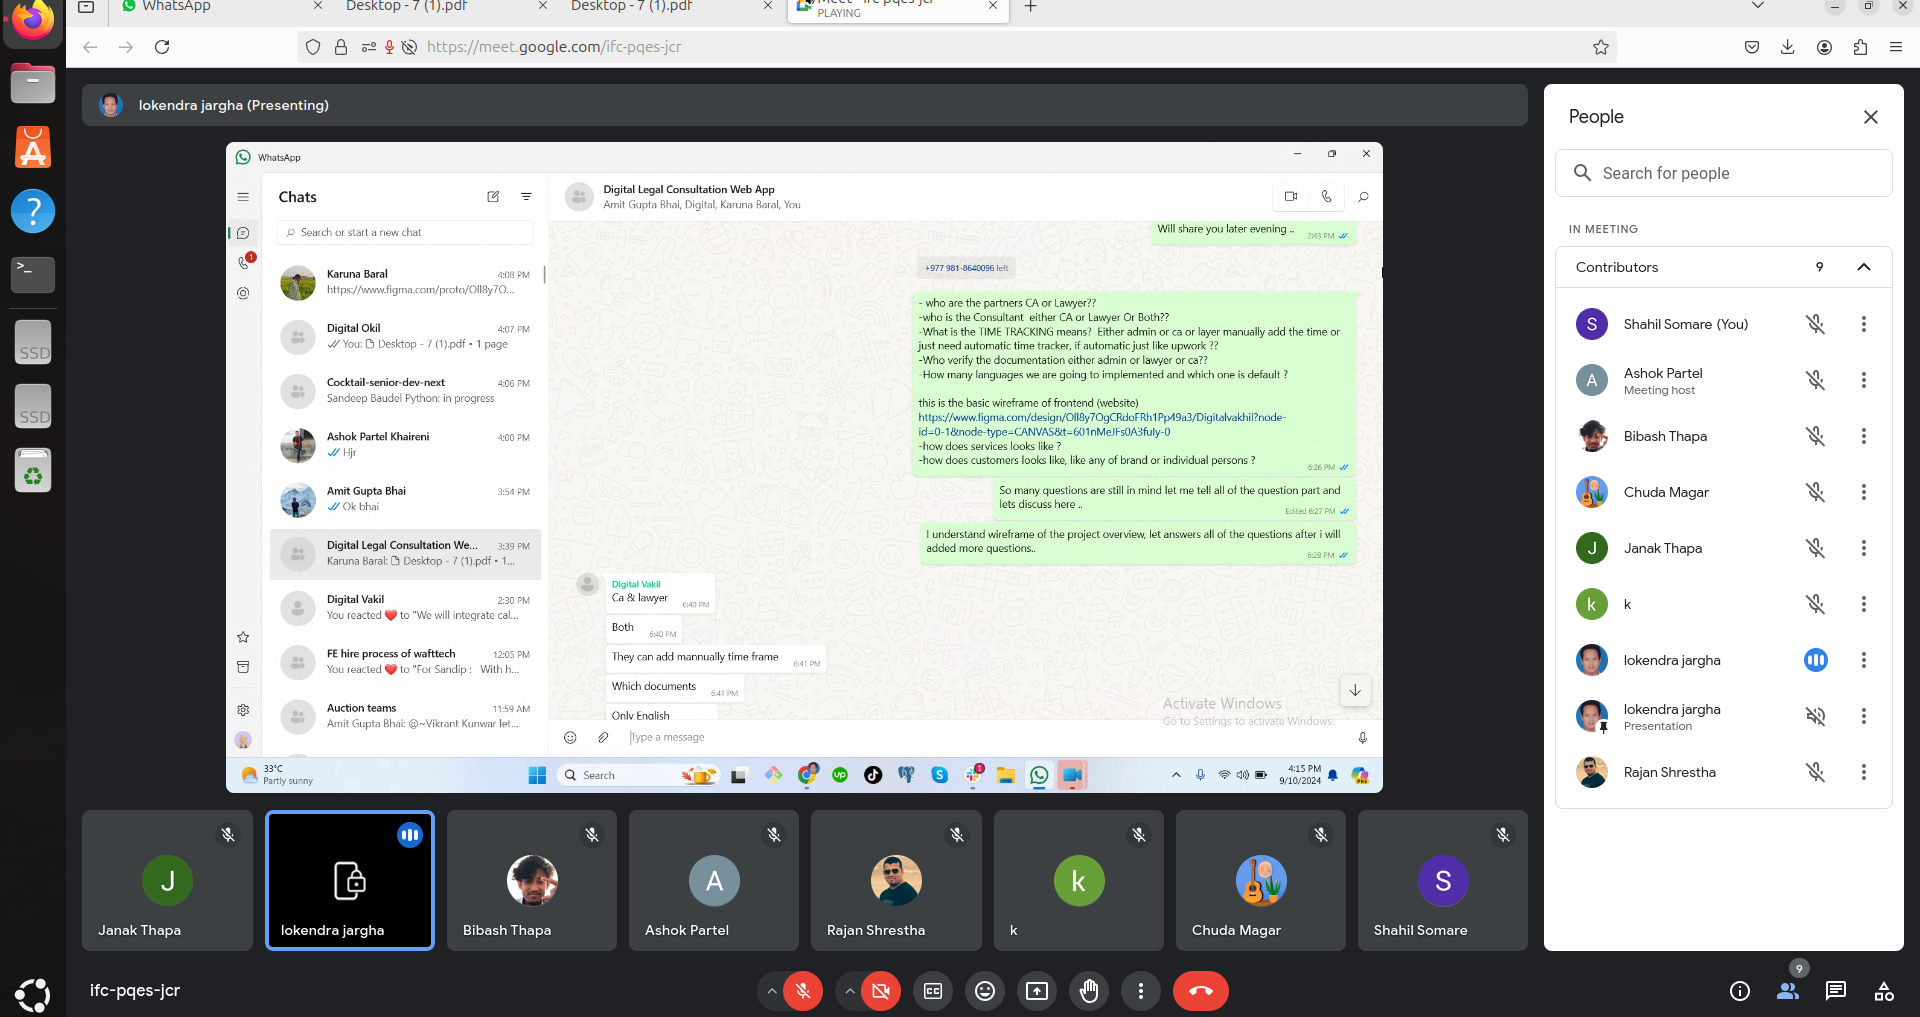 WhatsApp
Desktop - 7 (1).pdf
Desktop - 7 (1).pdf
PLAYING
https://meet.google.com/ifc-pqes-jcr
lokendra jargha (Presenting)
WhatsApp
Chats
Search or start a new chat
Karuna Baral 4:08 PM
https://www.figma.com/proto/Oll8y7O...
Digital Okil 4:07 PM
You: Desktop - 7 (1).pdf • 1 page
Cocktail-senior-dev-next 4:06 PM
Sandeep Baudel Python: in progress
Ashok Partel Khaireni 4:00 PM
Hjr
Amit Gupta Bhai 3:54 PM
Ok bhai
Digital Legal Consultation We... 3:39 PM
Karuna Baral: Desktop - 7 (1).pdf • 1...
Digital Vakil 2:30 PM
You reacted ❤️ to "We will integrate cal...
FE hire process of wafttech 12:05 PM
You reacted ❤️ to "For Sandip : With h...
Auction teams 11:59 AM
Amit Gupta Bhai: @~Vikrant Kunwar let...
Digital Legal Consultation Web App
Amit Gupta Bhai, Digital, Karuna Baral, You
Will share you later evening .. 2:43 PM
+977 981-8640096 left
- who are the partners CA or Lawyer??
-who is the Consultant either CA or Lawyer Or Both??
-What is the TIME TRACKING means? Either admin or ca or layer manually add the time or
just need automatic time tracker, if automatic just like upwork ??
-Who verify the documentation either admin or lawyer or ca??
-How many languages we are going to implemented and which one is default ?
this is the basic wireframe of frontend (website)
https://www.figma.com/design/Oll8y7OgCRdoFRh1Pp49a3/Digitalvakhil?node-
id=0-1&node-type=CANVAS&t=601nMeJFs0A3fuIy-0
-how does services looks like ?
-how does customers looks like, like any of brand or individual persons ?
6:26 PM
So many questions are still in mind let me tell all of the question part and
lets discuss here ..
Edited 6:27 PM
I understand wireframe of the project overview, let answers all of the questions after i will
added more questions..
6:28 PM
Digital Vakil
Ca & lawyer 6:40 PM
Both 6:40 PM
They can add mannually time frame 6:41 PM
Which documents 6:41 PM
Only English
Activate Windows
Go to Settings to activate Windows.
Type a message
33°C
Partly sunny
Search
4:15 PM
9/10/2024
Janak Thapa
lokendra jargha
Bibash Thapa
Ashok Partel
Rajan Shrestha
k
Chuda Magar
Shahil Somare
ifc-pqes-jcr
People
Search for people
IN MEETING
Contributors 9
Shahil Somare (You)
Ashok Partel
Meeting host
Bibash Thapa
Chuda Magar
Janak Thapa
k
lokendra jargha
lokendra jargha
Presentation
Rajan Shrestha
9